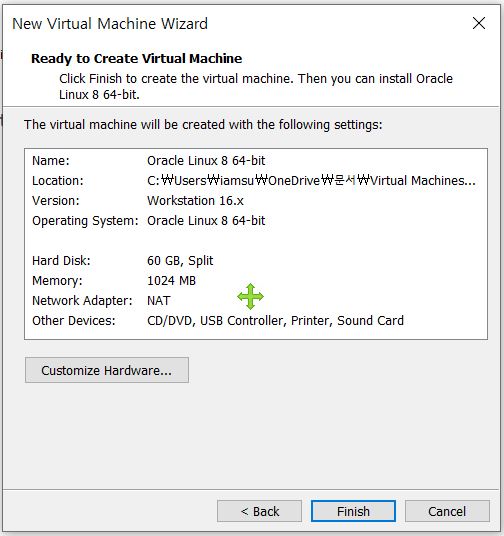 New Virtual Machine Wizard
Ready to Create Virtual Machine
Click Finish to create the virtual machine. Then you can install Oracle
Linux 8 64-bit.
The virtual machine will be created with the following settings:
Name: Oracle Linux 8 64-bit
Location: C:₩Users₩iamsu₩OneDrive₩문서₩Virtual Machines...
Version: Workstation 16.x
Operating System: Oracle Linux 8 64-bit
Hard Disk: 60 GB, Split
Memory: 1024 MB
Network Adapter: NAT
Other Devices: CD/DVD, USB Controller, Printer, Sound Card
Customize Hardware...
< Back Finish Cancel